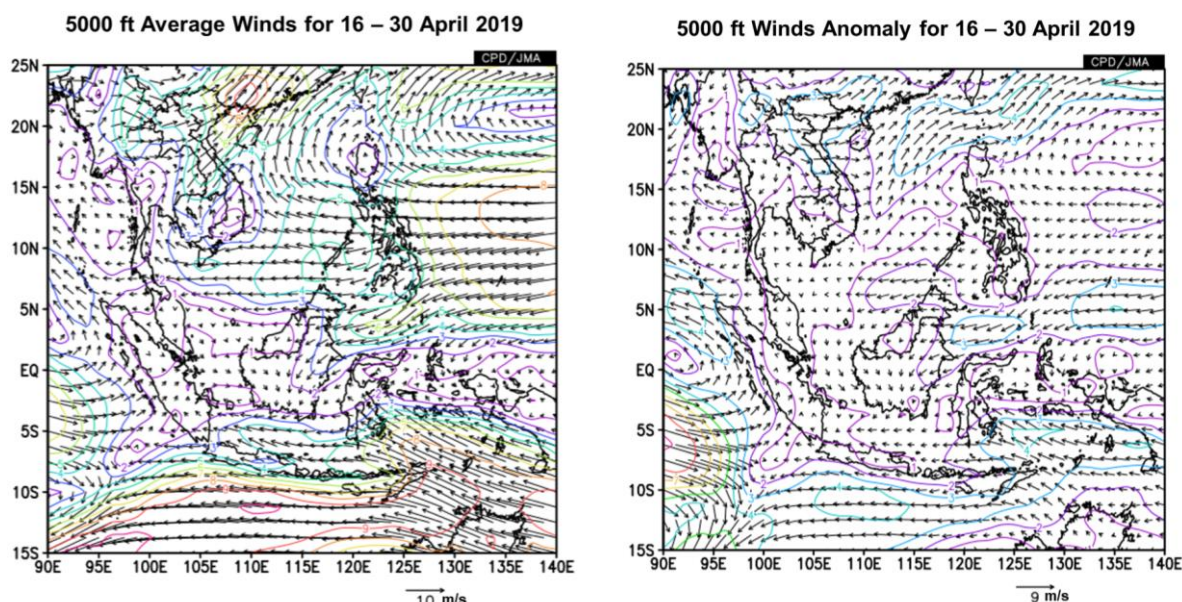 5000 ft Average Winds for 16 – 30 April 2019
CPD/JMA
25N
20N
15N
10N
5N
EQ
5S
10S
15S
90E 95E 100E 105E 110E 115E 120E 125E 130E 135E 140E
10 m/s
5000 ft Winds Anomaly for 16 – 30 April 2019
CPD/JMA
25N
20N
15N
10N
5N
EQ
5S
10S
15S
90E 95E 100E 105E 110E 115E 120E 125E 130E 135E 140E
9 m/s